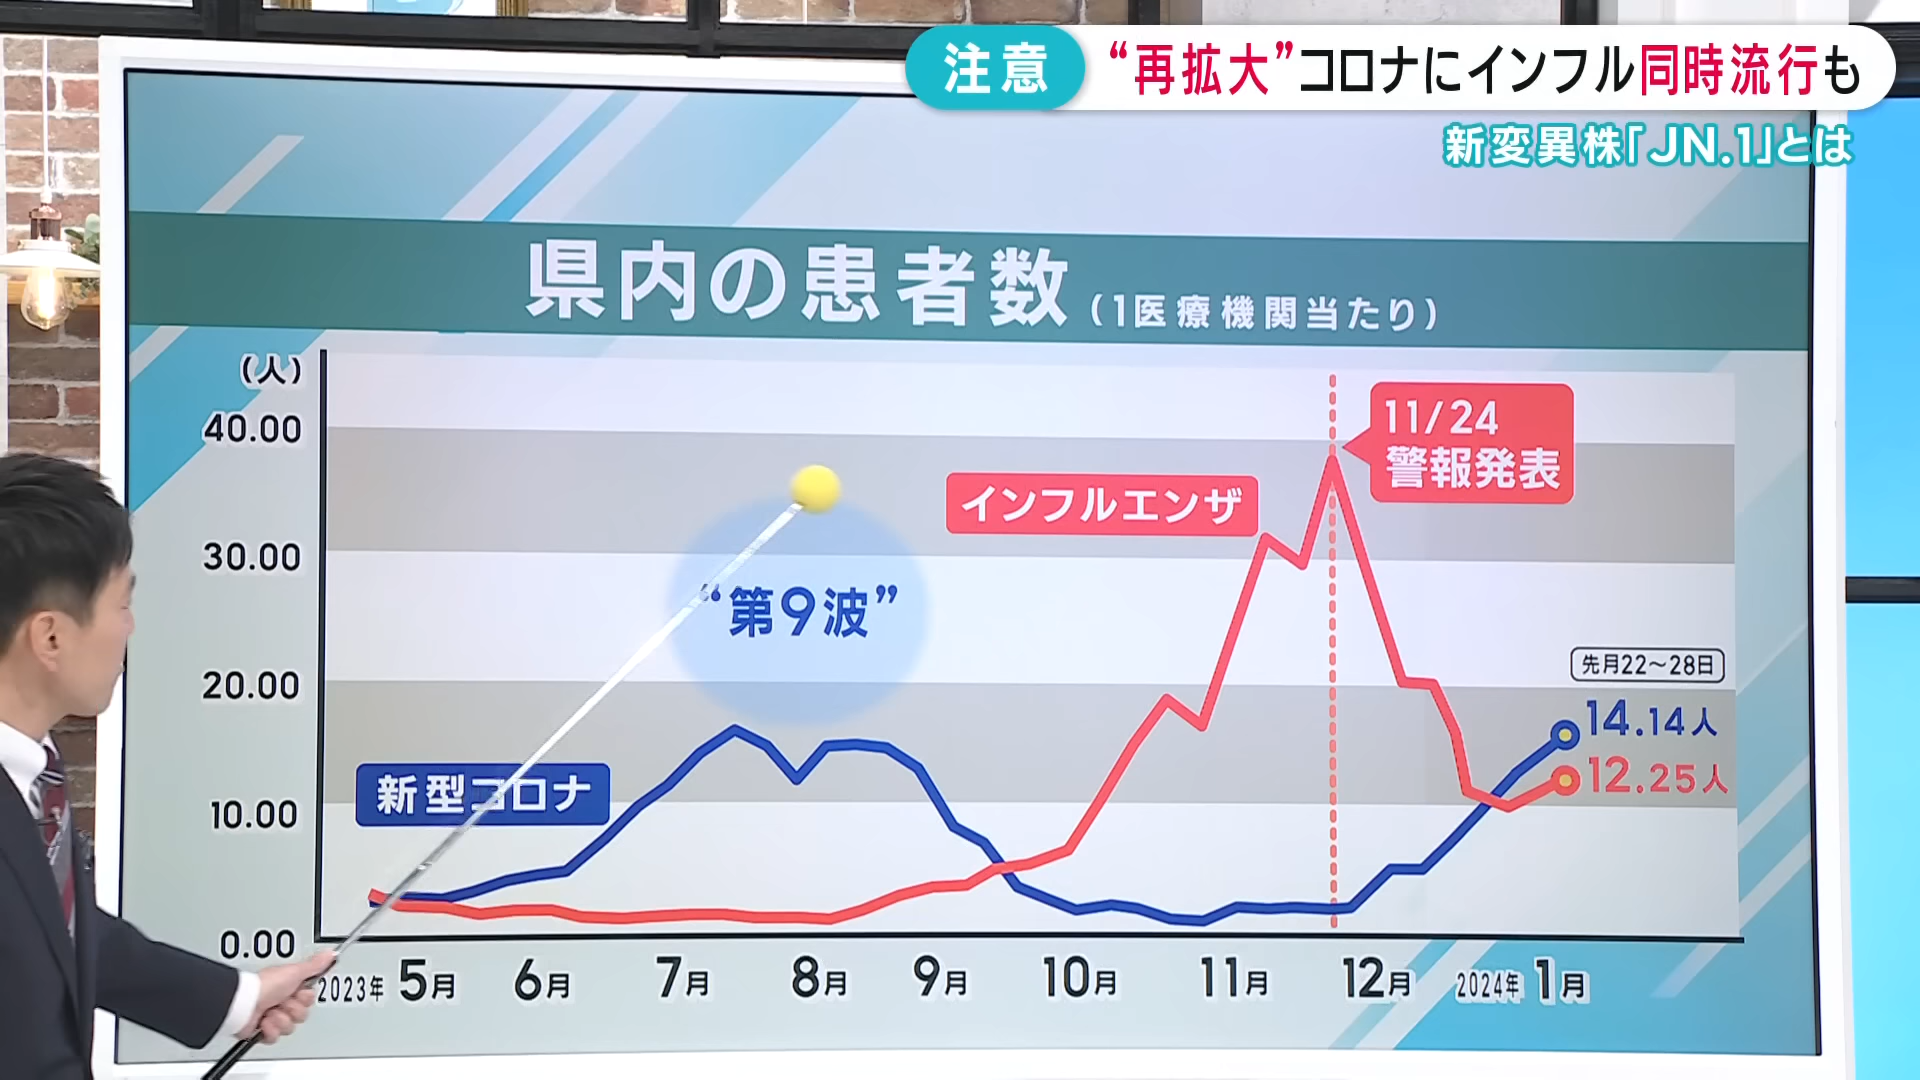 注意 “再拡大”コロナにインフル同時流行も
新変異株「JN.1」とは
県内の患者数（1医療機関当たり）
（人）
40.00
30.00
20.00
10.00
0.00
11/24
警報発表
インフルエンザ
“第9波”
新型コロナ
先月22～28日
14.14人
12.25人
2023年 5月 6月 7月 8月 9月 10月 11月 12月 2024年 1月